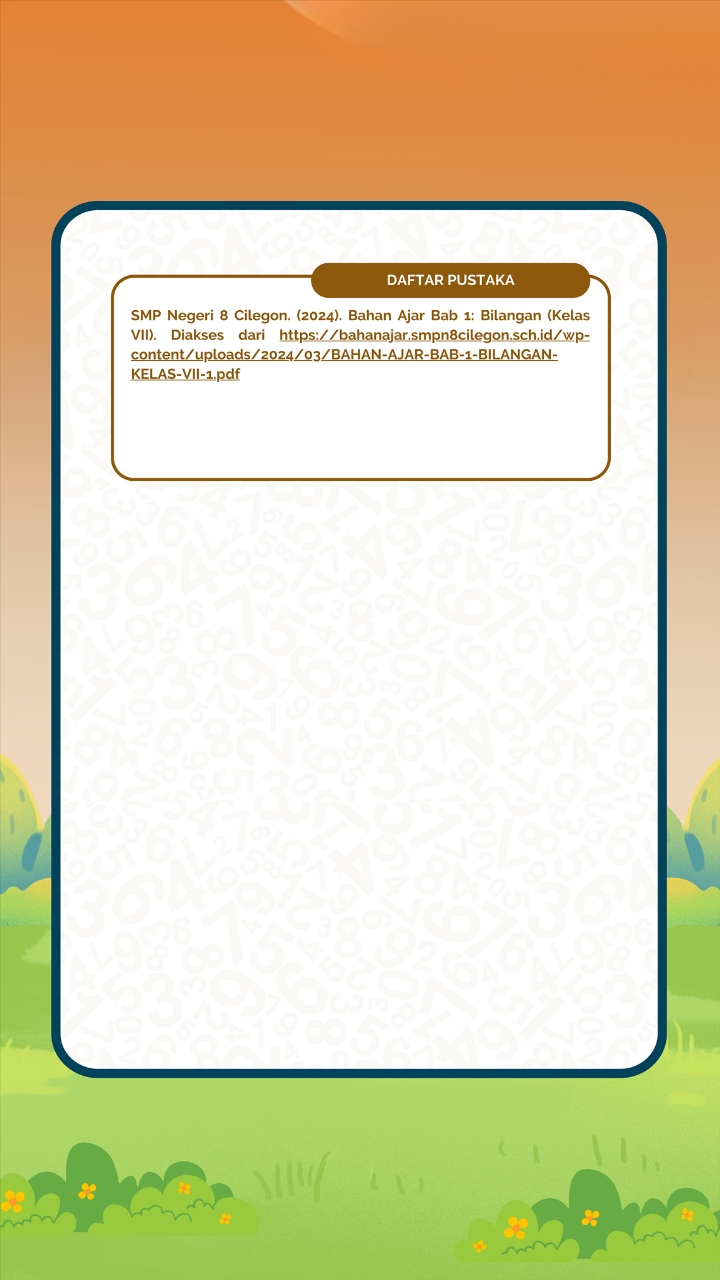 DAFTAR PUSTAKA
SMP Negeri 8 Cilegon. (2024). Bahan Ajar Bab 1: Bilangan (Kelas
VII). Diakses dari https://bahanajar.smpn8cilegon.sch.id/wp-
content/uploads/2024/03/BAHAN-AJAR-BAB-1-BILANGAN-
KELAS-VII-1.pdf